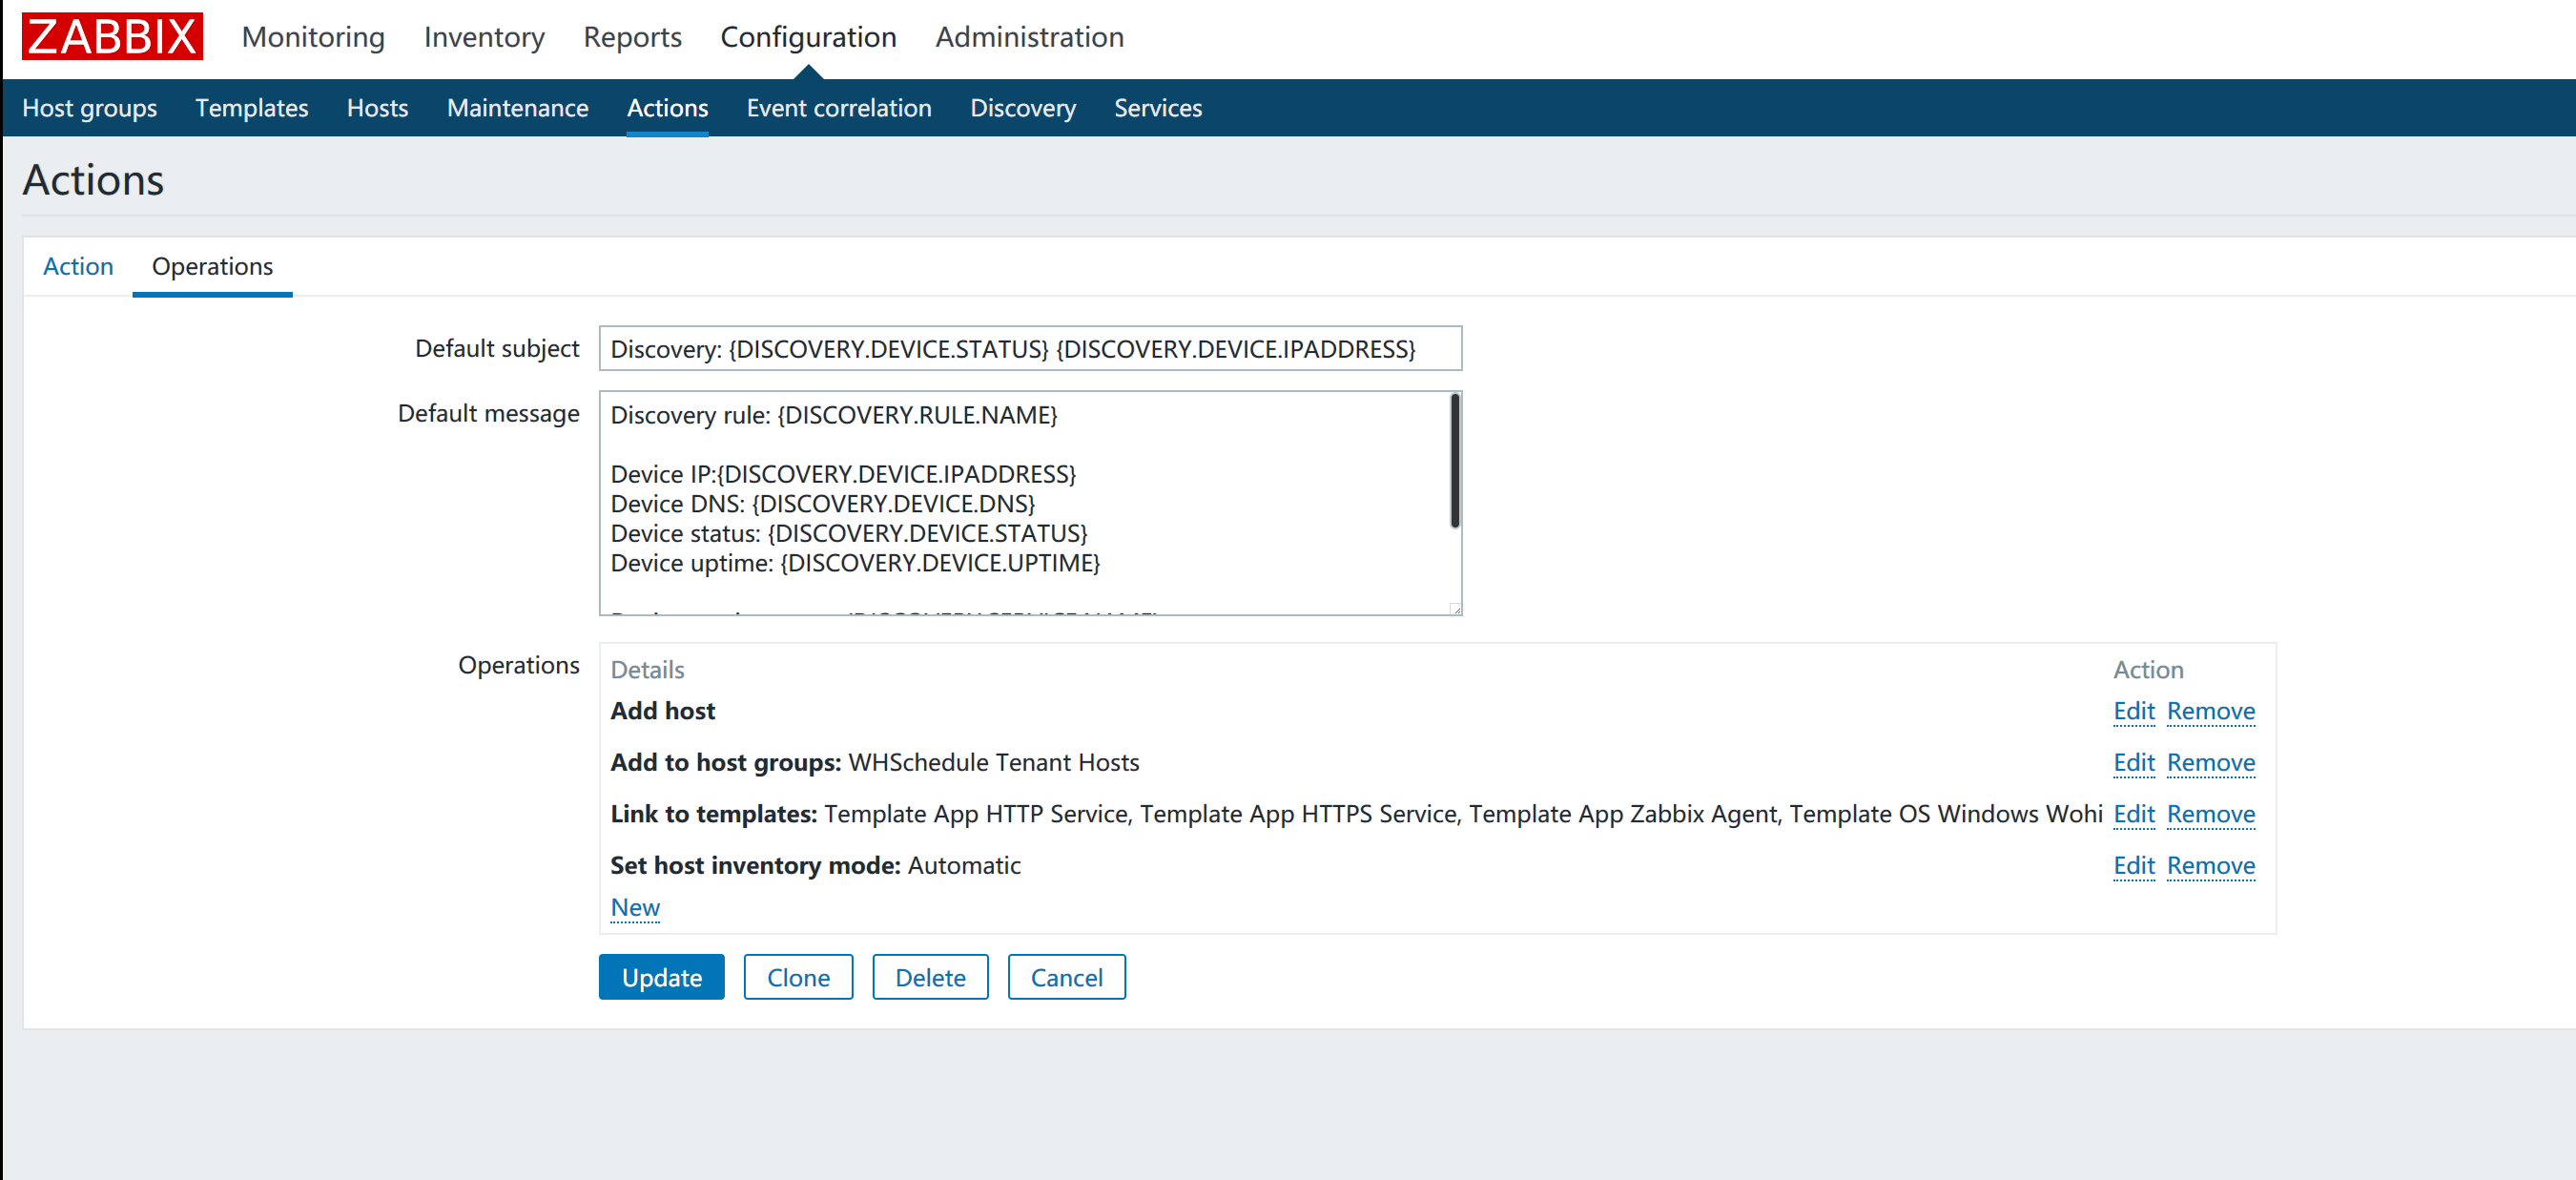 ZABBIX Monitoring Inventory Reports Configuration Administration
Host groups Templates Hosts Maintenance Actions Event correlation Discovery Services
Actions
Action Operations
Default subject Discovery: {DISCOVERY.DEVICE.STATUS} {DISCOVERY.DEVICE.IPADDRESS}
Default message Discovery rule: {DISCOVERY.RULE.NAME}
Device IP:{DISCOVERY.DEVICE.IPADDRESS}
Device DNS: {DISCOVERY.DEVICE.DNS}
Device status: {DISCOVERY.DEVICE.STATUS}
Device uptime: {DISCOVERY.DEVICE.UPTIME}
Operations Details Action
Add host Edit Remove
Add to host groups: WHSchedule Tenant Hosts Edit Remove
Link to templates: Template App HTTP Service, Template App HTTPS Service, Template App Zabbix Agent, Template OS Windows Wohi Edit Remove
Set host inventory mode: Automatic Edit Remove
New
Update Clone Delete Cancel